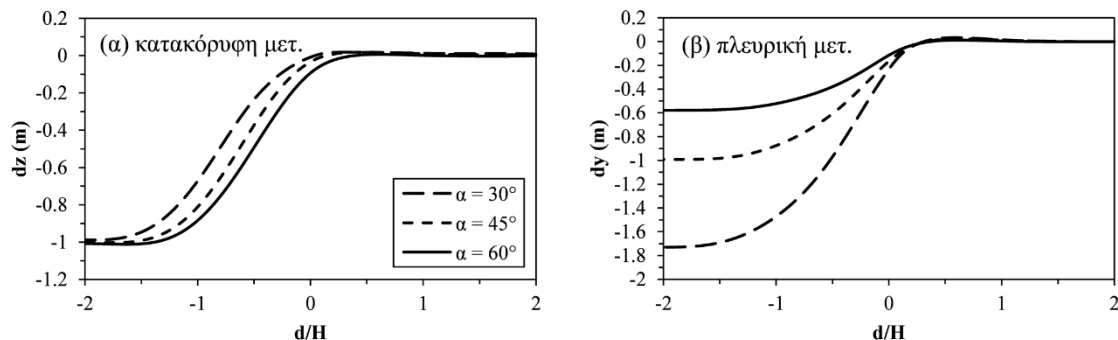 (α) κατακόρυφη μετ.
0.2
0
-0.2
-0.4
-0.6
-0.8
-1
-1.2
dz (m)
α = 30°
α = 45°
α = 60°
-2 -1 0 1 2
d/H
(β) πλευρική μετ.
0.2
0
-0.2
-0.4
-0.6
-0.8
-1
-1.2
-1.4
-1.6
-1.8
-2
dy (m)
-2 -1 0 1 2
d/H